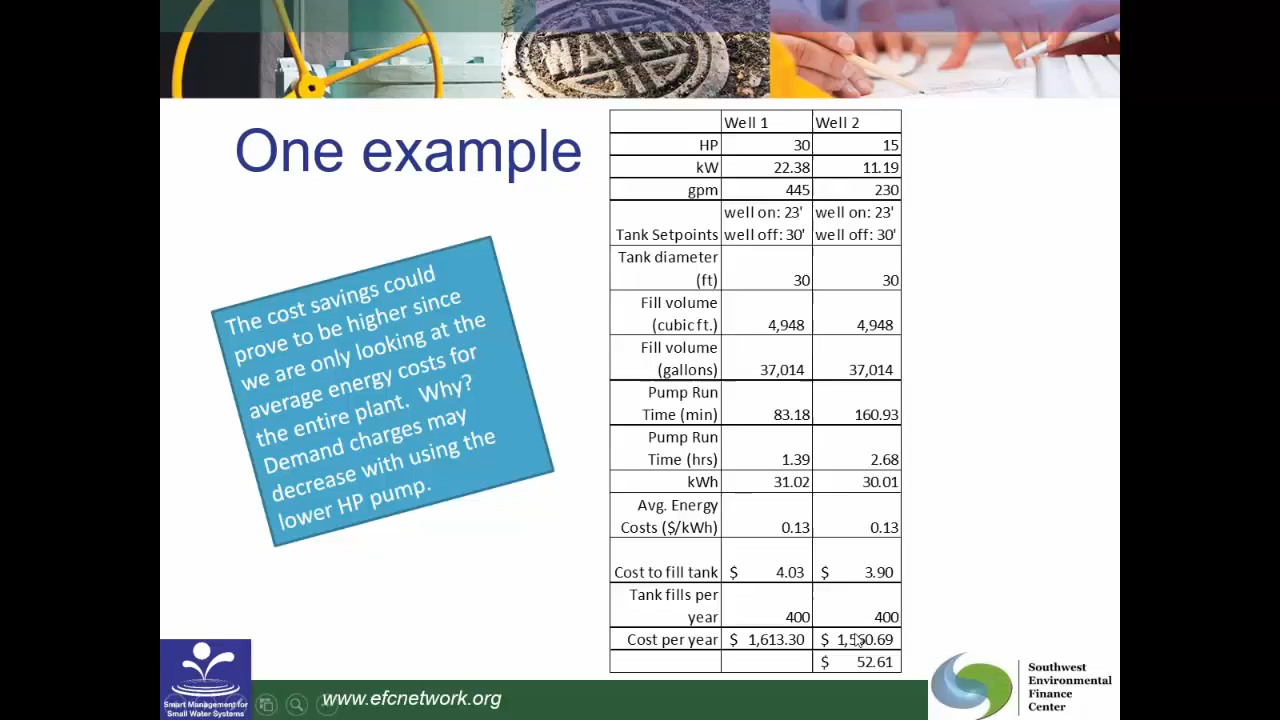 WATER
One example
The cost savings could
prove to be higher since
we are only looking at the
average energy costs for
the entire plant. Why?
Demand charges may
decrease with using the
lower HP pump.
Well 1 Well 2
HP 30 15
kW 22.38 11.19
gpm 445 230
well on: 23' well on: 23'
Tank Setpoints well off: 30' well off: 30'
Tank diameter
(ft) 30 30
Fill volume
(cubic ft.) 4,948 4,948
Fill volume
(gallons) 37,014 37,014
Pump Run
Time (min) 83.18 160.93
Pump Run
Time (hrs) 1.39 2.68
kWh 31.02 30.01
Avg. Energy
Costs ($/kWh) 0.13 0.13
Cost to fill tank $ 4.03 $ 3.90
Tank fills per
year 400 400
Cost per year $ 1,613.30 $
$ 52.61
Smart Management for
Small Water Systems
www.efcnetwork.org
Southwest
Environmental
Finance
Center